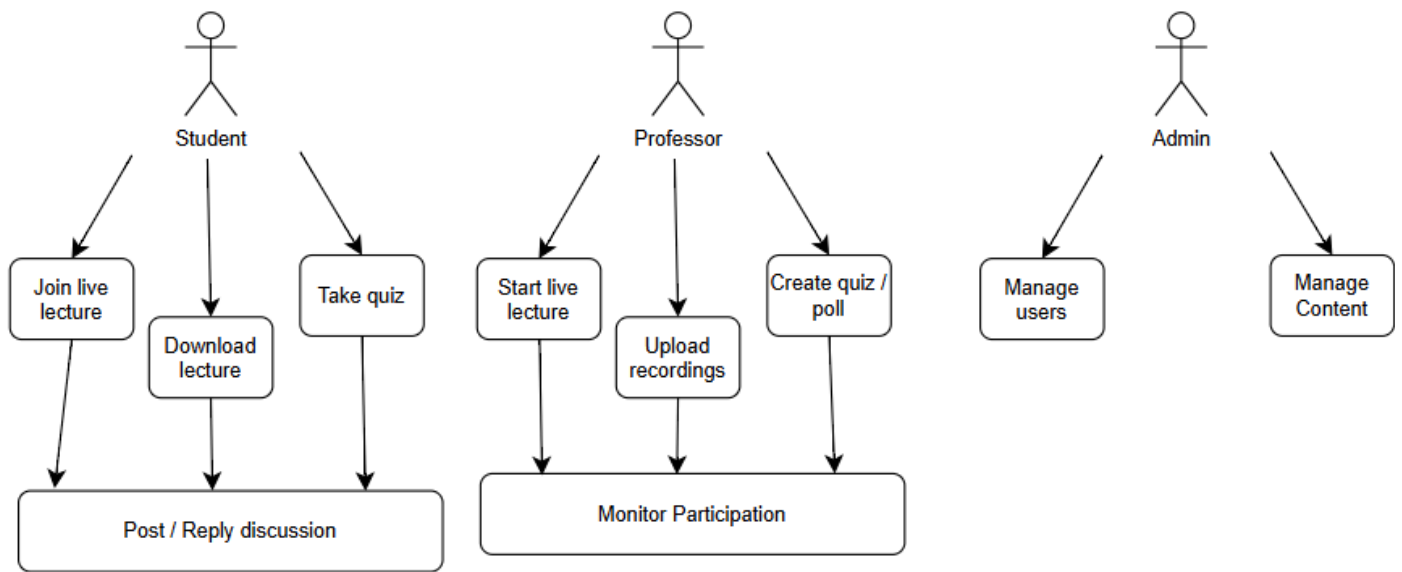 Student
Professor
Admin
Join live
lecture
Download
lecture
Take quiz
Start live
lecture
Upload
recordings
Create quiz /
poll
Manage
users
Manage
Content
Post / Reply discussion
Monitor Participation